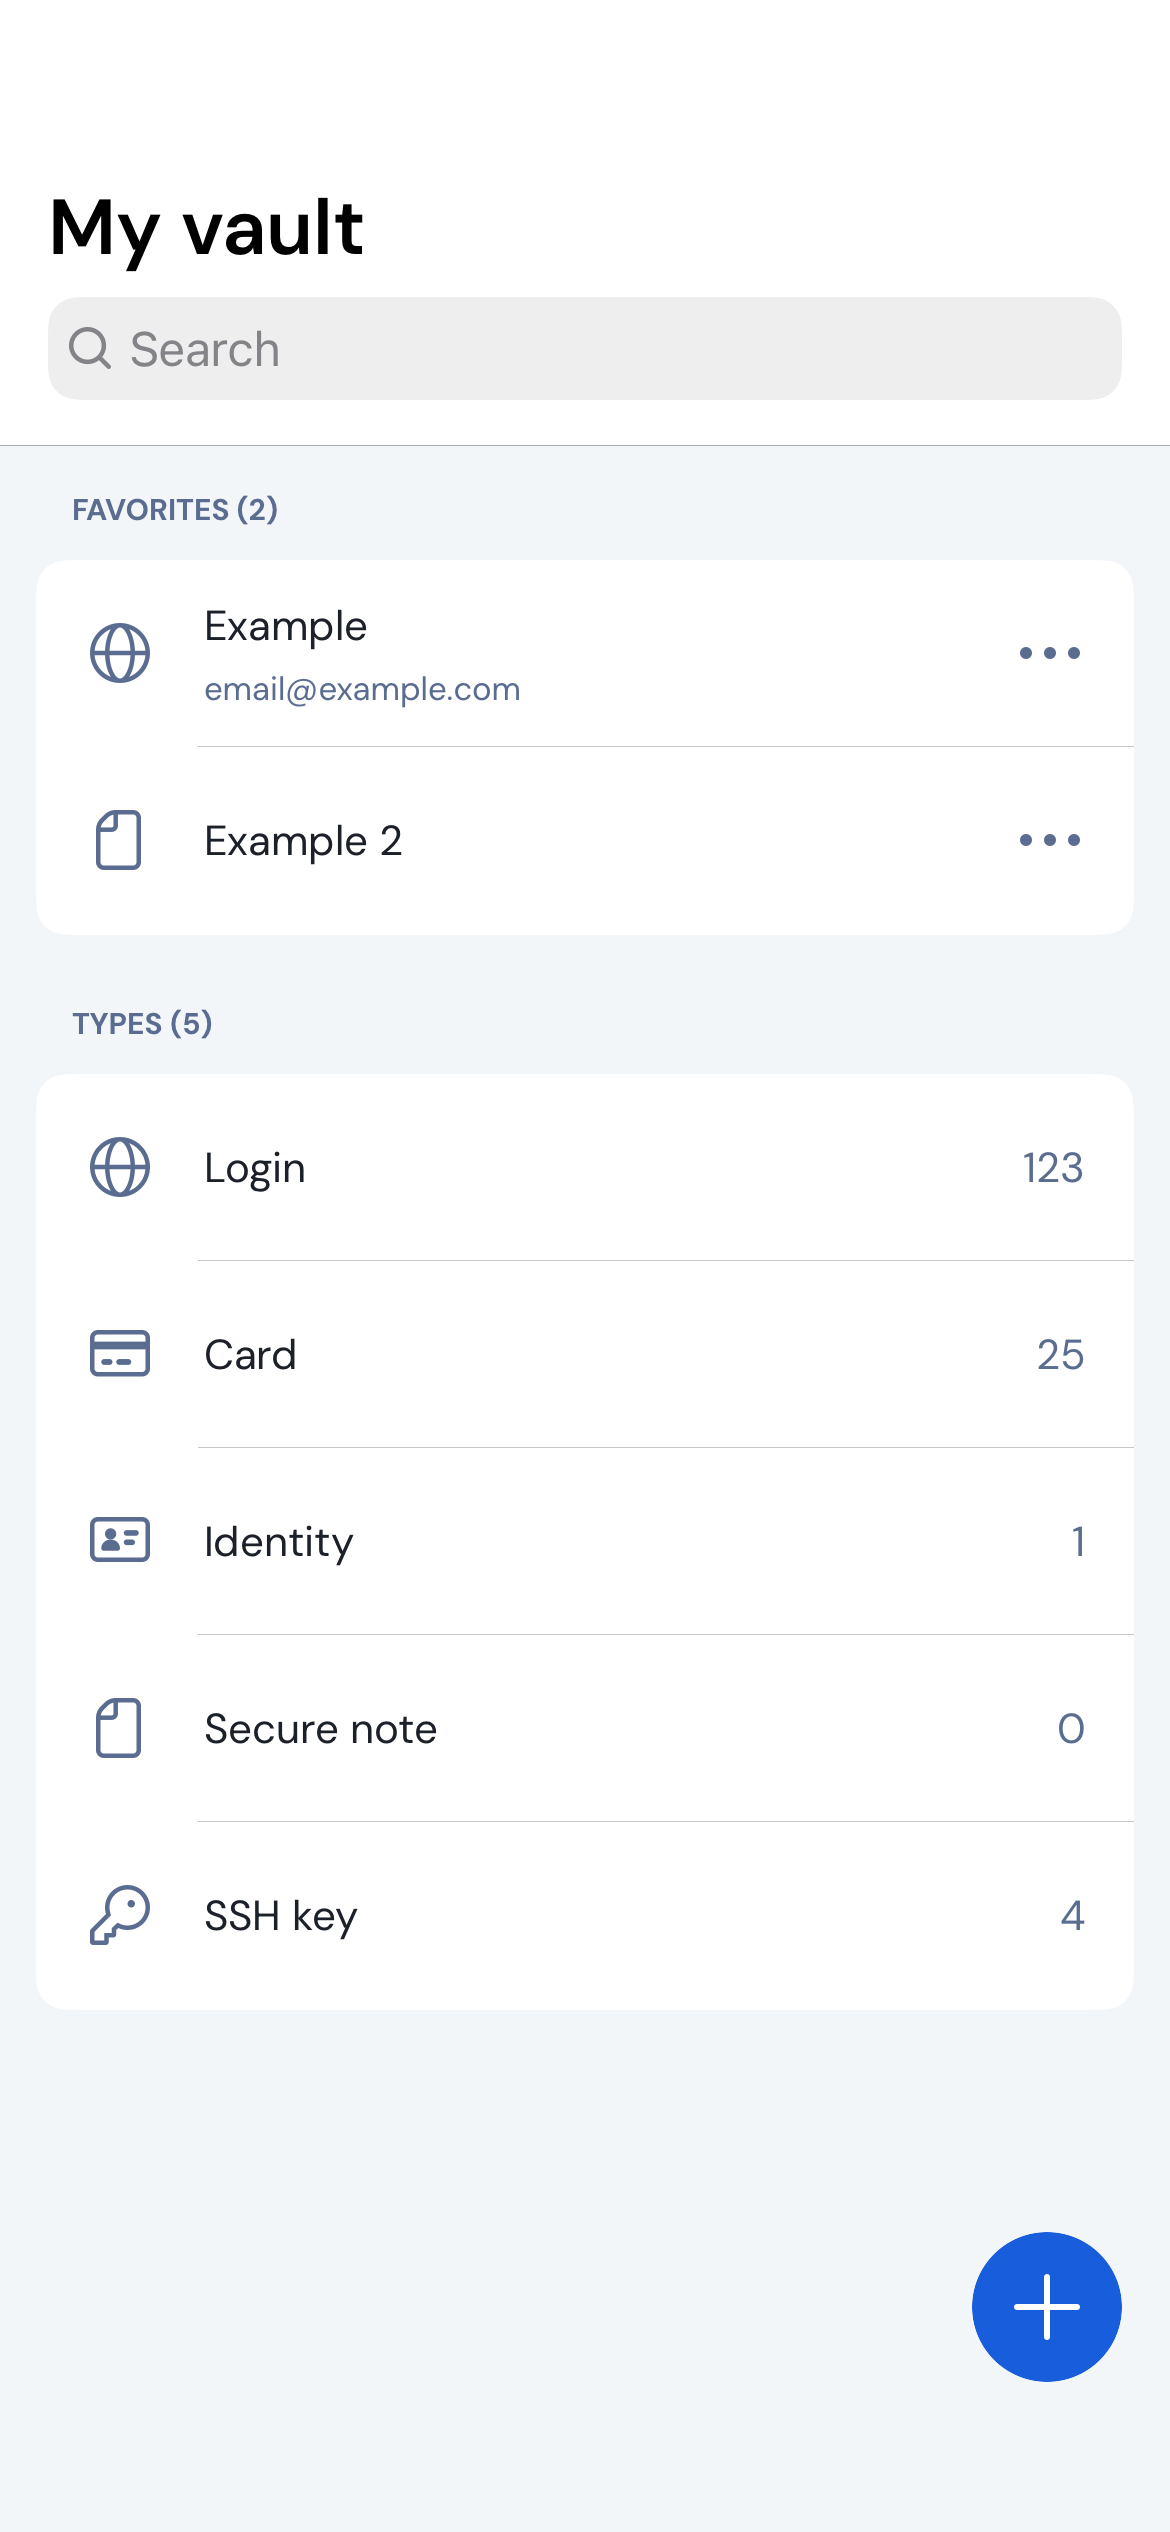 My vault
Search
FAVORITES (2)
Example
email@example.com
Example 2
TYPES (5)
Login 123
Card 25
Identity 1
Secure note 0
SSH key 4